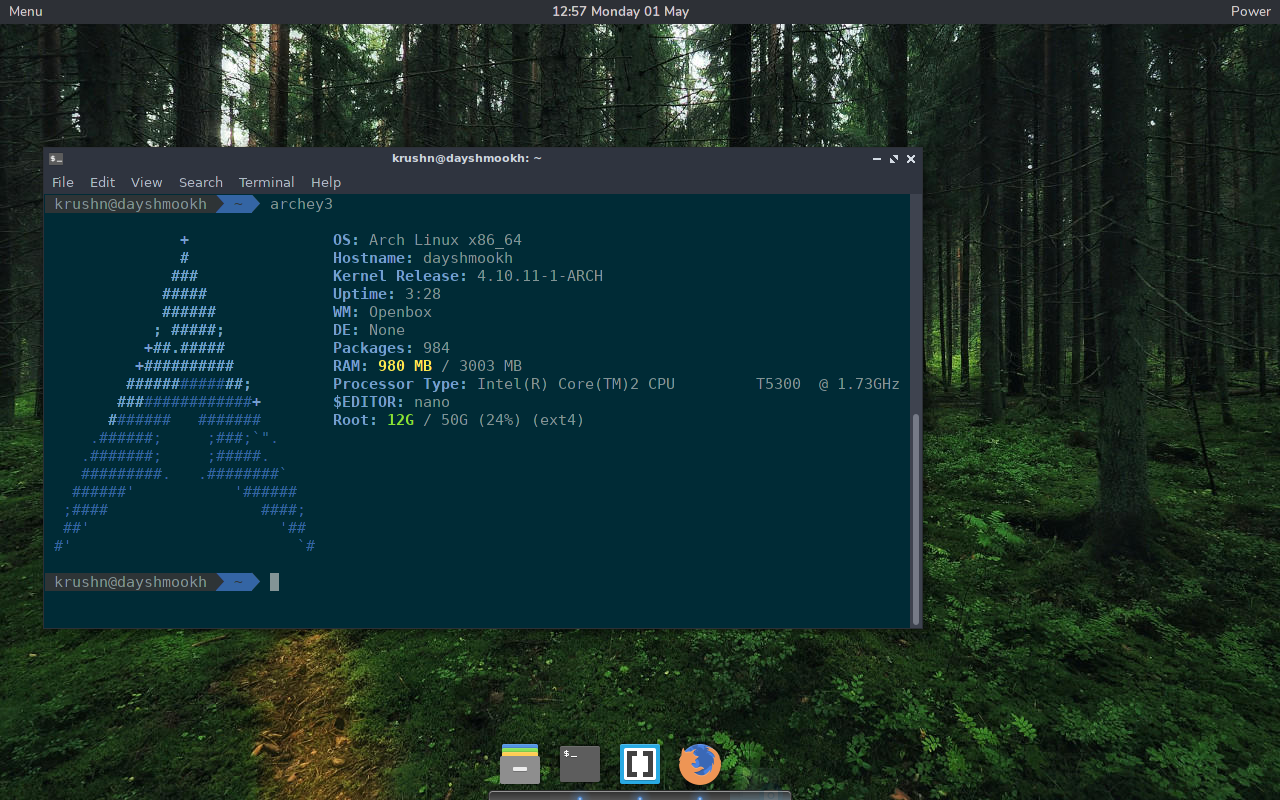 Menu 12:57 Monday 01 May Power
krushn@dayshmookh: ~
File Edit View Search Terminal Help
krushn@dayshmookh ~ archey3
+ OS: Arch Linux x86_64
# Hostname: dayshmookh
### Kernel Release: 4.10.11-1-ARCH
##### Uptime: 3:28
###### WM: Openbox
; #####; DE: None
+##.##### Packages: 984
+########## RAM: 980 MB / 3003 MB
#############; Processor Type: Intel(R) Core(TM)2 CPU T5300 @ 1.73GHz
###############+ $EDITOR: nano
####### ####### Root: 12G / 50G (24%) (ext4)
.######; ;###;`".
.#######; ;#####.
#########. .########`
######' '######
;#### ####;
##' '##
#' `#
krushn@dayshmookh ~
$_